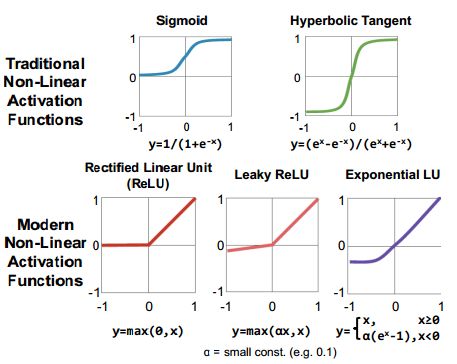 Traditional
Non-Linear
Activation
Functions
Sigmoid
1
0
-1
-1 0 1
y=1/(1+e⁻ˣ)
Hyperbolic Tangent
1
0
-1
-1 0 1
y=(eˣ-e⁻ˣ)/(eˣ+e⁻ˣ)
Modern
Non-Linear
Activation
Functions
Rectified Linear Unit
(ReLU)
1
0
-1
-1 0 1
y=max(0,x)
Leaky ReLU
1
0
-1
-1 0 1
y=max(αx,x)
Exponential LU
1
0
-1
-1 0 1
y={x, x≥0
α(eˣ-1),x<0
α = small const. (e.g. 0.1)